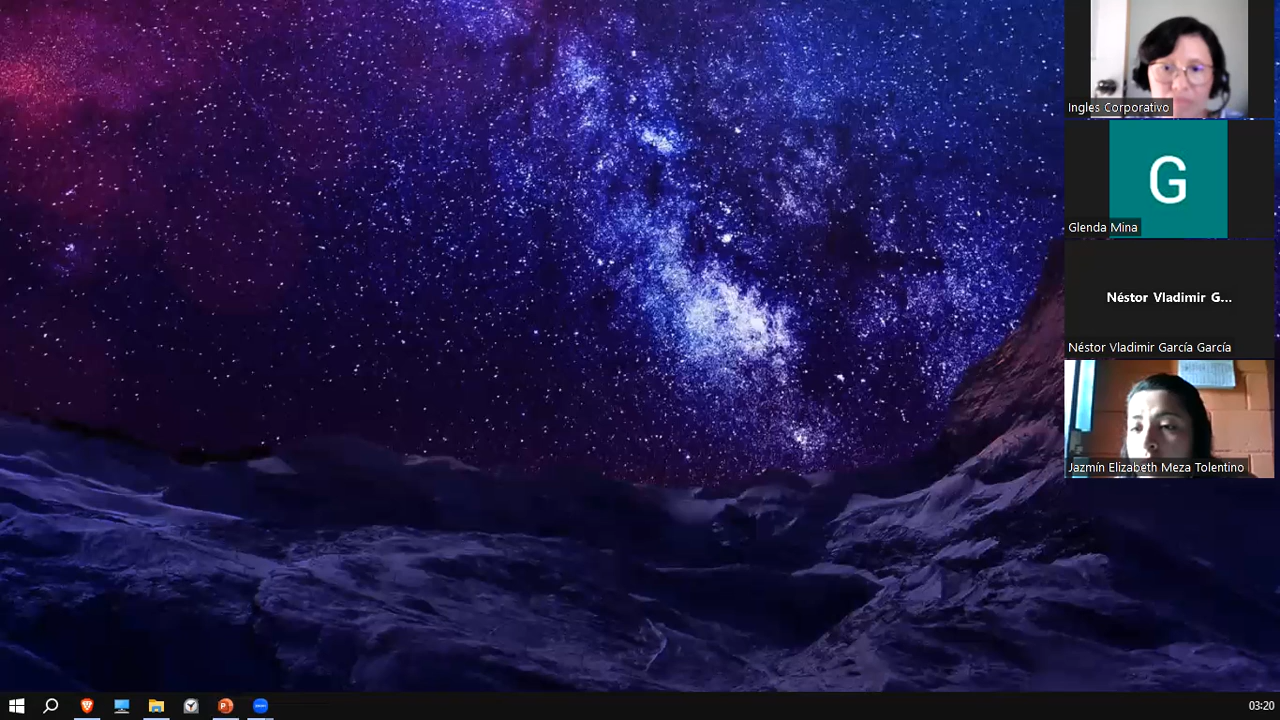 Ingles Corporativo
G
Glenda Mina
Néstor Vladimir G...
Néstor Vladimir García García
Jazmín Elizabeth Meza Tolentino
03:20